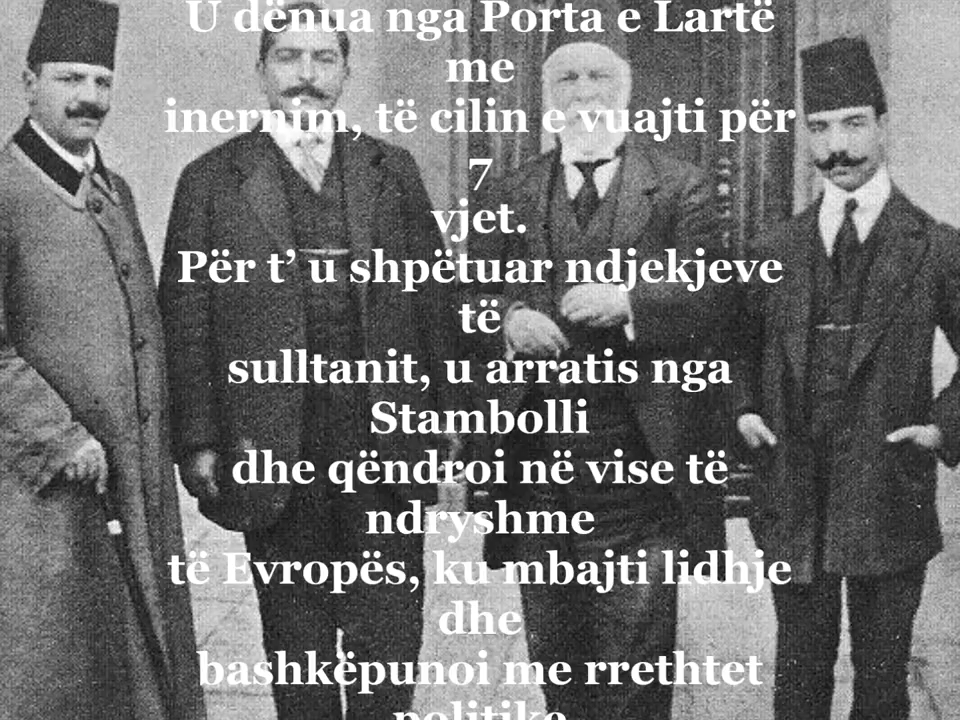 U dënua nga Porta e Lartë
me
inernim, të cilin e vuajti për
7
vjet.
Për t’ u shpëtuar ndjekjeve
të
sulltanit, u arratis nga
Stambolli
dhe qëndroi në vise të
ndryshme
të Evropës, ku mbajti lidhje
dhe
bashkëpunoi me rrethtet
politike